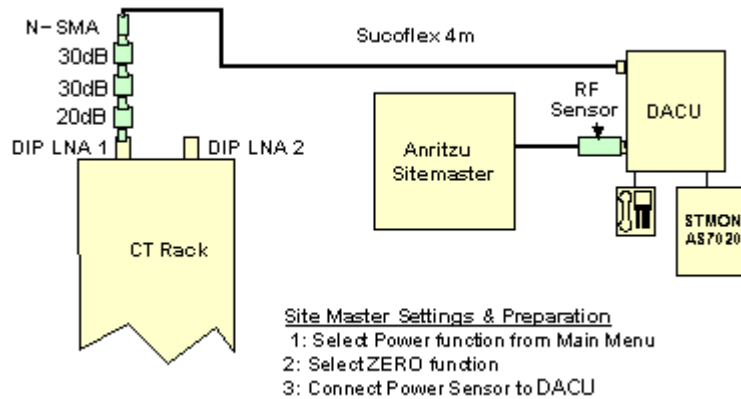 N-SMA
30dB
30dB
20dB
DIP LNA 1
DIP LNA 2
CT Rack
Sucoflex 4m
Anritzu
Sitemaster
RF
Sensor
DACU
STMON
AS7020
Site Master Settings & Preparation
1: Select Power function from Main Menu
2: Select ZERO function
3: Connect Power Sensor to DACU